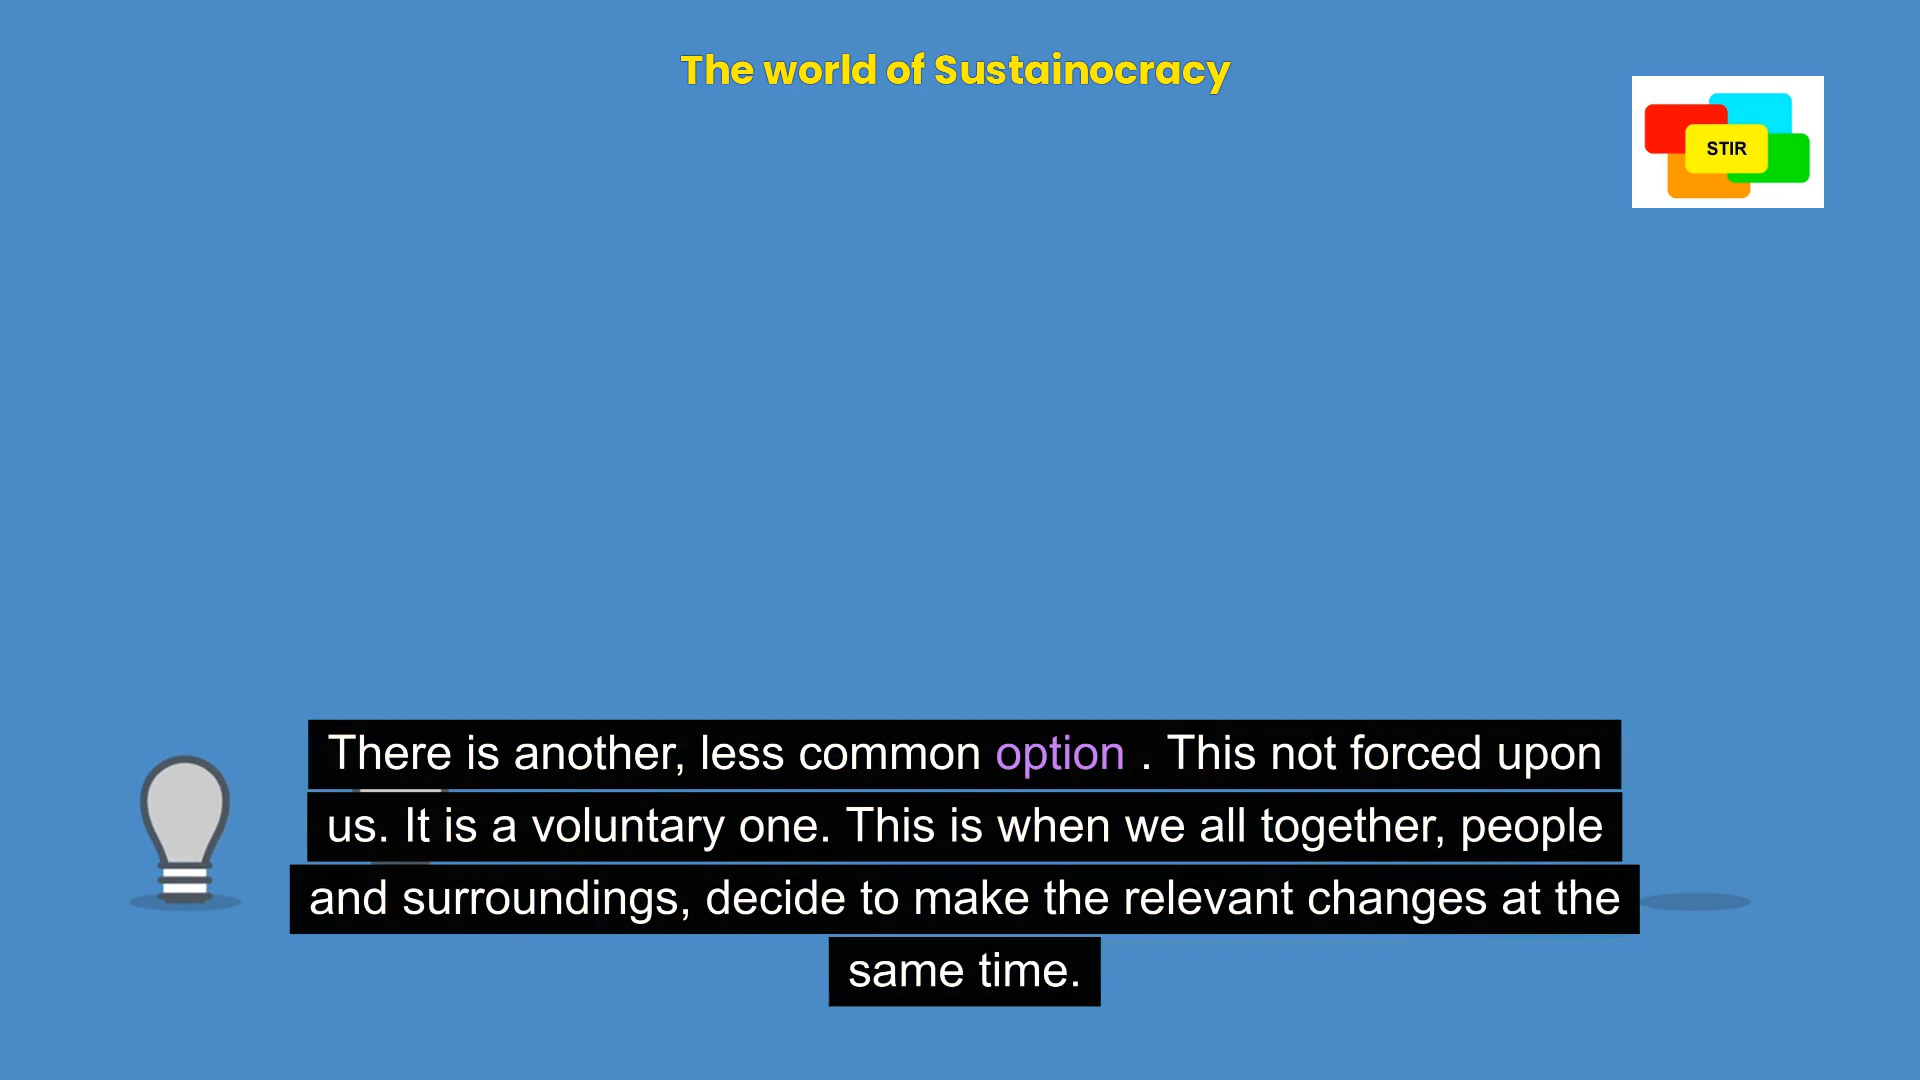 The world of Sustainocracy
STIR
There is another, less common option . This not forced upon
us. It is a voluntary one. This is when we all together, people
and surroundings, decide to make the relevant changes at the
same time.